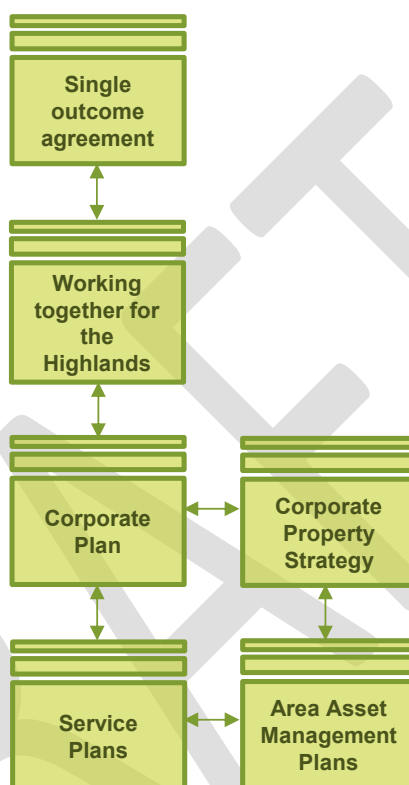 Single
outcome
agreement
Working
together for
the
Highlands
Corporate
Plan
Corporate
Property
Strategy
Service
Plans
Area Asset
Management
Plans